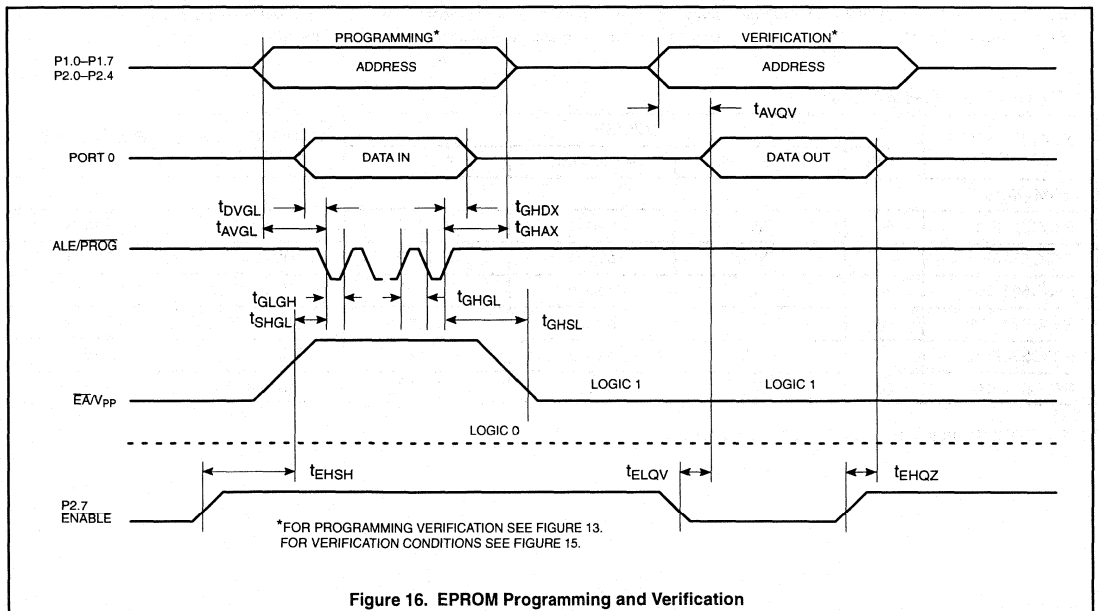 PROGRAMMING*
VERIFICATION*
P1.0–P1.7
P2.0–P2.4
ADDRESS
ADDRESS
tAVQV
PORT 0
DATA IN
DATA OUT
tDVGL
tGHDX
tAVGL
tGHAX
ALE/PROG
tGLGH
tGHGL
tSHGL
tGHSL
LOGIC 1
LOGIC 1
EA/VPP
LOGIC 0
tEHSH
tELQV
tEHQZ
P2.7
ENABLE
*FOR PROGRAMMING VERIFICATION SEE FIGURE 13.
FOR VERIFICATION CONDITIONS SEE FIGURE 15.
Figure 16. EPROM Programming and Verification